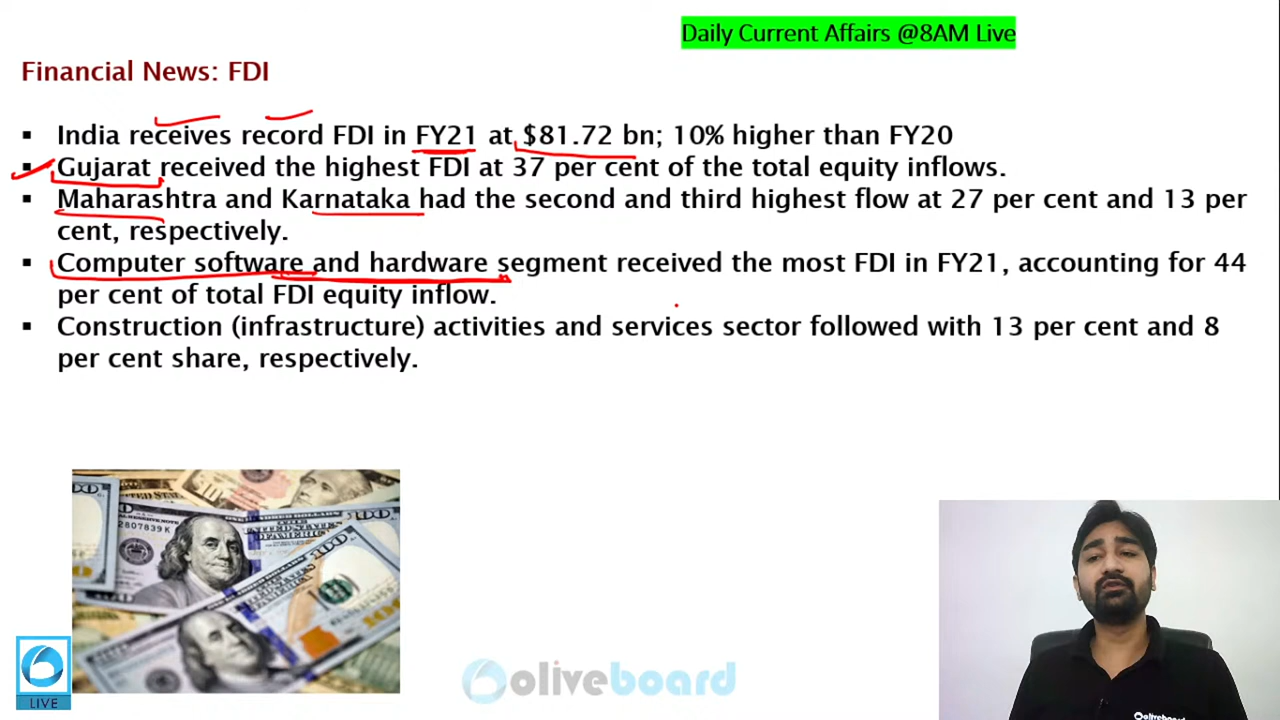 Daily Current Affairs @8AM Live
Financial News: FDI
▪ India receives record FDI in FY21 at $81.72 bn; 10% higher than FY20
▪ Gujarat received the highest FDI at 37 per cent of the total equity inflows.
▪ Maharashtra and Karnataka had the second and third highest flow at 27 per cent and 13 per
cent, respectively.
▪ Computer software and hardware segment received the most FDI in FY21, accounting for 44
per cent of total FDI equity inflow.
▪ Construction (infrastructure) activities and services sector followed with 13 per cent and 8
per cent share, respectively.
100
2807839K
100
100
LIVE
oliveboard
oliveboard